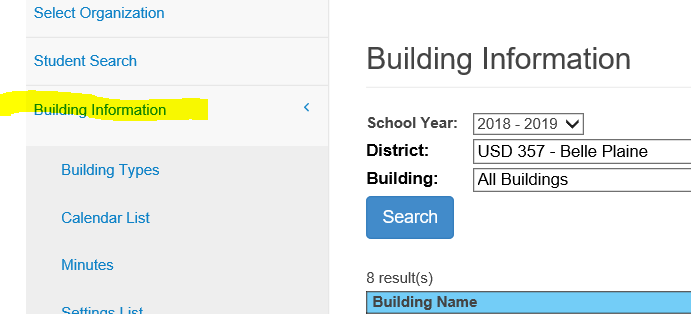 Select Organization
Student Search
Building Information
Building Types
Calendar List
Minutes
Settings List
Building Information
School Year: 2018 - 2019
District: USD 357 - Belle Plaine
Building: All Buildings
Search
8 result(s)
Building Name